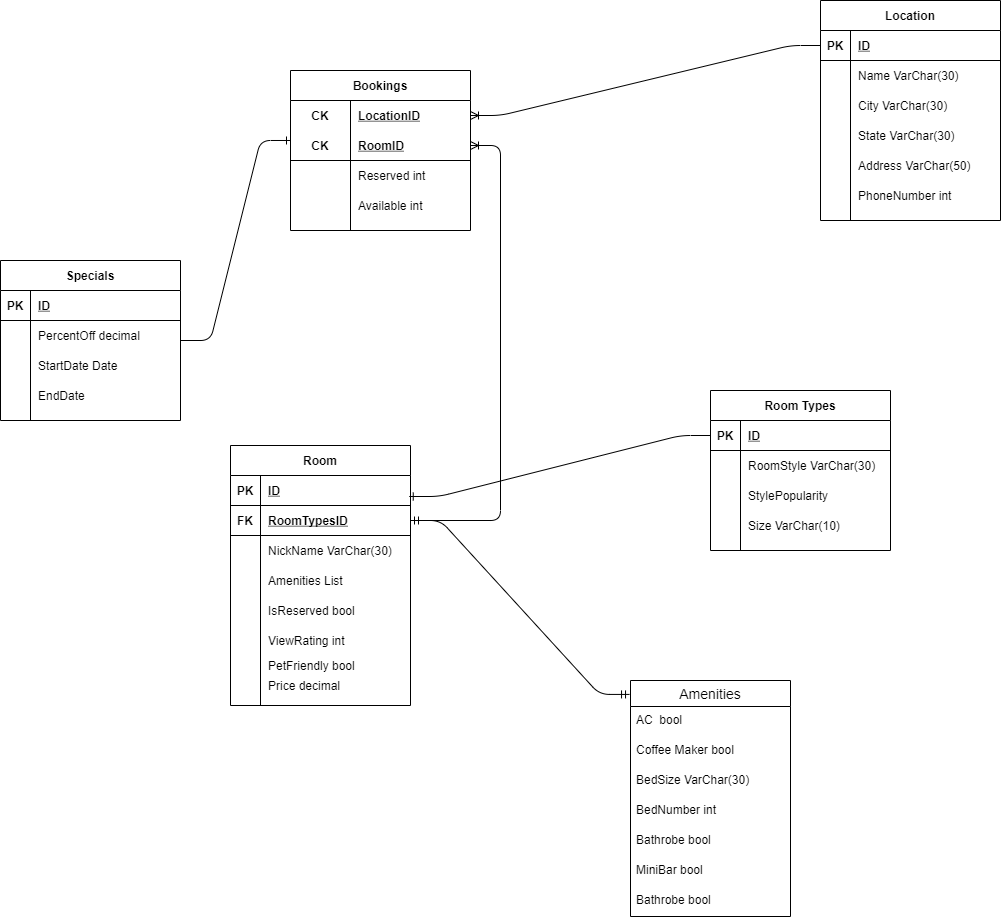 Location
PK ID
Name VarChar(30)
City VarChar(30)
State VarChar(30)
Address VarChar(50)
PhoneNumber int
Bookings
CK LocationID
CK RoomID
Reserved int
Available int
Specials
PK ID
PercentOff decimal
StartDate Date
EndDate
Room Types
PK ID
RoomStyle VarChar(30)
StylePopularity
Size VarChar(10)
Room
PK ID
FK RoomTypesID
NickName VarChar(30)
Amenities List
IsReserved bool
ViewRating int
PetFriendly bool
Price decimal
Amenities
AC  bool
Coffee Maker bool
BedSize VarChar(30)
BedNumber int
Bathrobe bool
MiniBar bool
Bathrobe bool